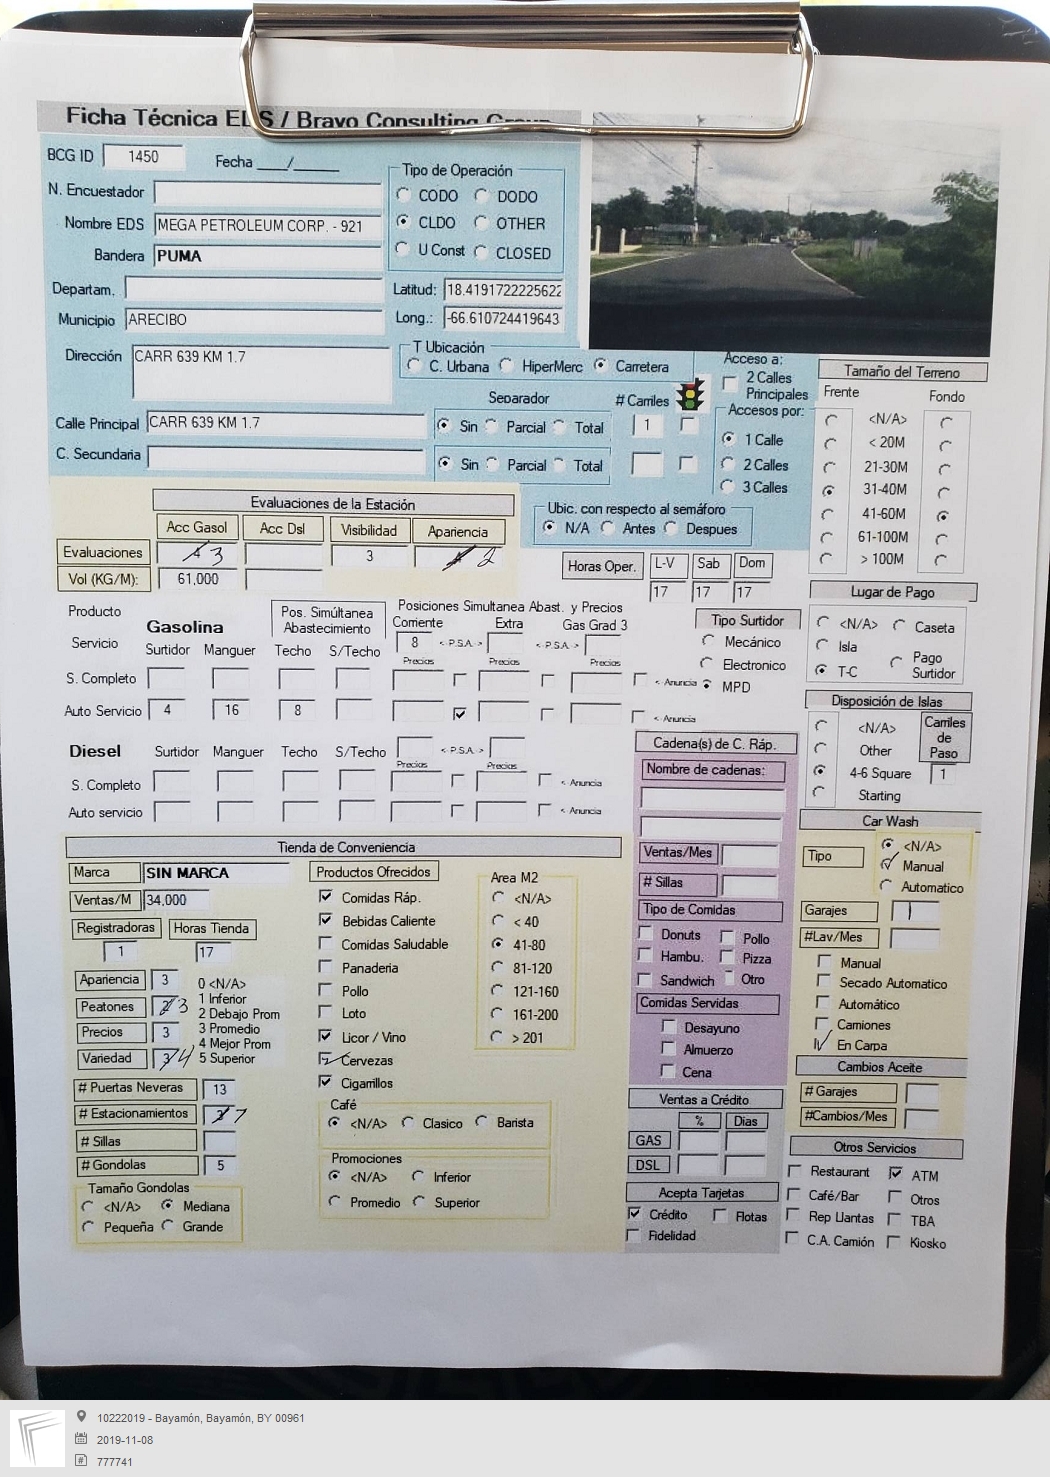 Ficha Técnica EDS / Bravo Consulting Group
BCG ID 1450 Fecha ___/______
N. Encuestador
Nombre EDS MEGA PETROLEUM CORP. - 921
Bandera PUMA
Tipo de Operación
CODO DODO
CLDO OTHER
U Const CLOSED
Departam.
Municipio ARECIBO
Latitud: 18.4191722225622
Long.: -66.610724419643
Dirección CARR 639 KM 1.7
T Ubicación
C. Urbana HiperMerc Carretera
Calle Principal CARR 639 KM 1.7
C. Secundaria
Separador # Carriles
Sin Parcial Total 1
Sin Parcial Total
Acceso a:
2 Calles
Principales
Accesos por:
1 Calle
2 Calles
3 Calles
Tamaño del Terreno
Frente Fondo
<N/A>
< 20M
21-30M
31-40M
41-60M
61-100M
> 100M
Evaluaciones de la Estación
Acc Gasol Acc Dsl Visibilidad Apariencia
Evaluaciones 3 3 2
Vol (KG/M): 61,000
Ubic. con respecto al semáforo
N/A Antes Despues
Horas Oper. L-V Sab Dom
17 17 17
Lugar de Pago
<N/A> Caseta
Isla
T-C
Pago
Surtidor
Producto
Servicio
Gasolina
Surtidor Manguer
Pos. Simúltanea
Abastecimiento
Techo S/Techo
Posiciones Simultanea Abast. y Precios
Corriente Extra Gas Grad 3
8 <-P.S.A.-> <-P.S.A.->
Precios Precios Precios
S. Completo <- Anuncia
Auto Servicio 4 16 8 <- Anuncia
Tipo Surtidor
Mecánico
Electronico
MPD
Disposición de Islas
<N/A>
Other
4-6 Square
Starting
Carriles
de
Paso
1
Diesel Surtidor Manguer Techo S/Techo <-P.S.A.->
Precios Precios
S. Completo <- Anuncia
Auto servicio <- Anuncia
Cadena(s) de C. Ráp.
Nombre de cadenas:
Ventas/Mes
# Sillas
Tipo de Comidas
Donuts Pollo
Hambu. Pizza
Sandwich Otro
Comidas Servidas
Desayuno
Almuerzo
Cena
Car Wash
Tipo
<N/A>
Manual
Automatico
Garajes 1
#Lav/Mes
Manual
Secado Automatico
Automático
Camiones
En Carpa
Cambios Aceite
# Garajes
#Cambios/Mes
Tienda de Conveniencia
Marca SIN MARCA
Ventas/M 34,000
Registradoras Horas Tienda
1 17
Apariencia 3
Peatones 2 3
Precios 3
Variedad 3 4
0 <N/A>
1 Inferior
2 Debajo Prom
3 Promedio
4 Mejor Prom
5 Superior
# Puertas Neveras 13
# Estacionamientos 7
# Sillas
# Gondolas 5
Tamaño Gondolas
<N/A> Mediana
Pequeña Grande
Productos Ofrecidos
Comidas Ráp.
Bebidas Caliente
Comidas Saludable
Panaderia
Pollo
Loto
Licor / Vino
Cervezas
Cigarrillos
Area M2
<N/A>
< 40
41-80
81-120
121-160
161-200
> 201
Café
<N/A> Clasico Barista
Promociones
<N/A> Inferior
Promedio Superior
Ventas a Crédito
% Dias
GAS
DSL
Acepta Tarjetas
Crédito Flotas
Fidelidad
Otros Servicios
Restaurant ATM
Café/Bar Otros
Rep Llantas TBA
C.A. Camión Kiosko
10222019 - Bayamón, Bayamón, BY 00961
2019-11-08
777741